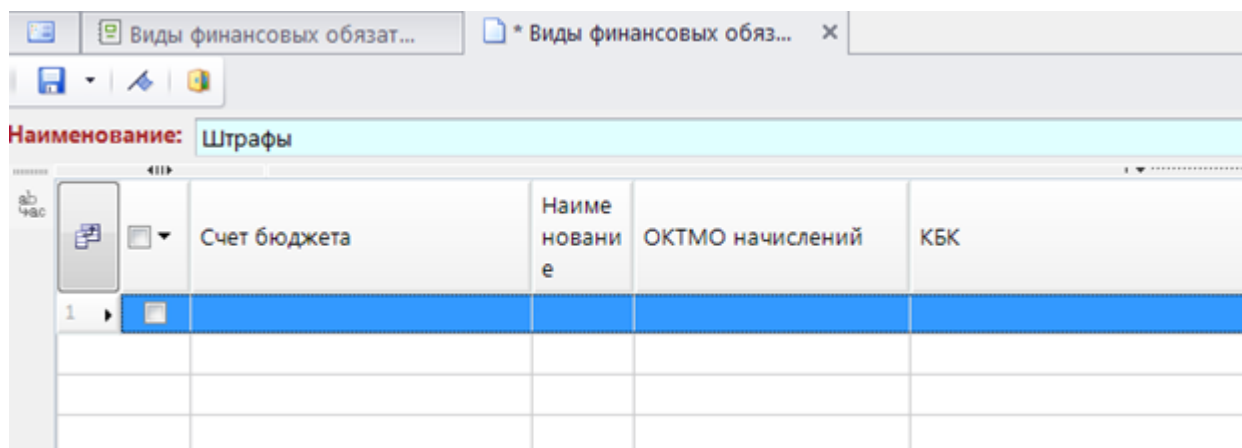 Виды финансовых обязат...
* Виды финансовых обяз...
Наименование: Штрафы
Счет бюджета
Наиме
новани
е
ОКТМО начислений
КБК
1